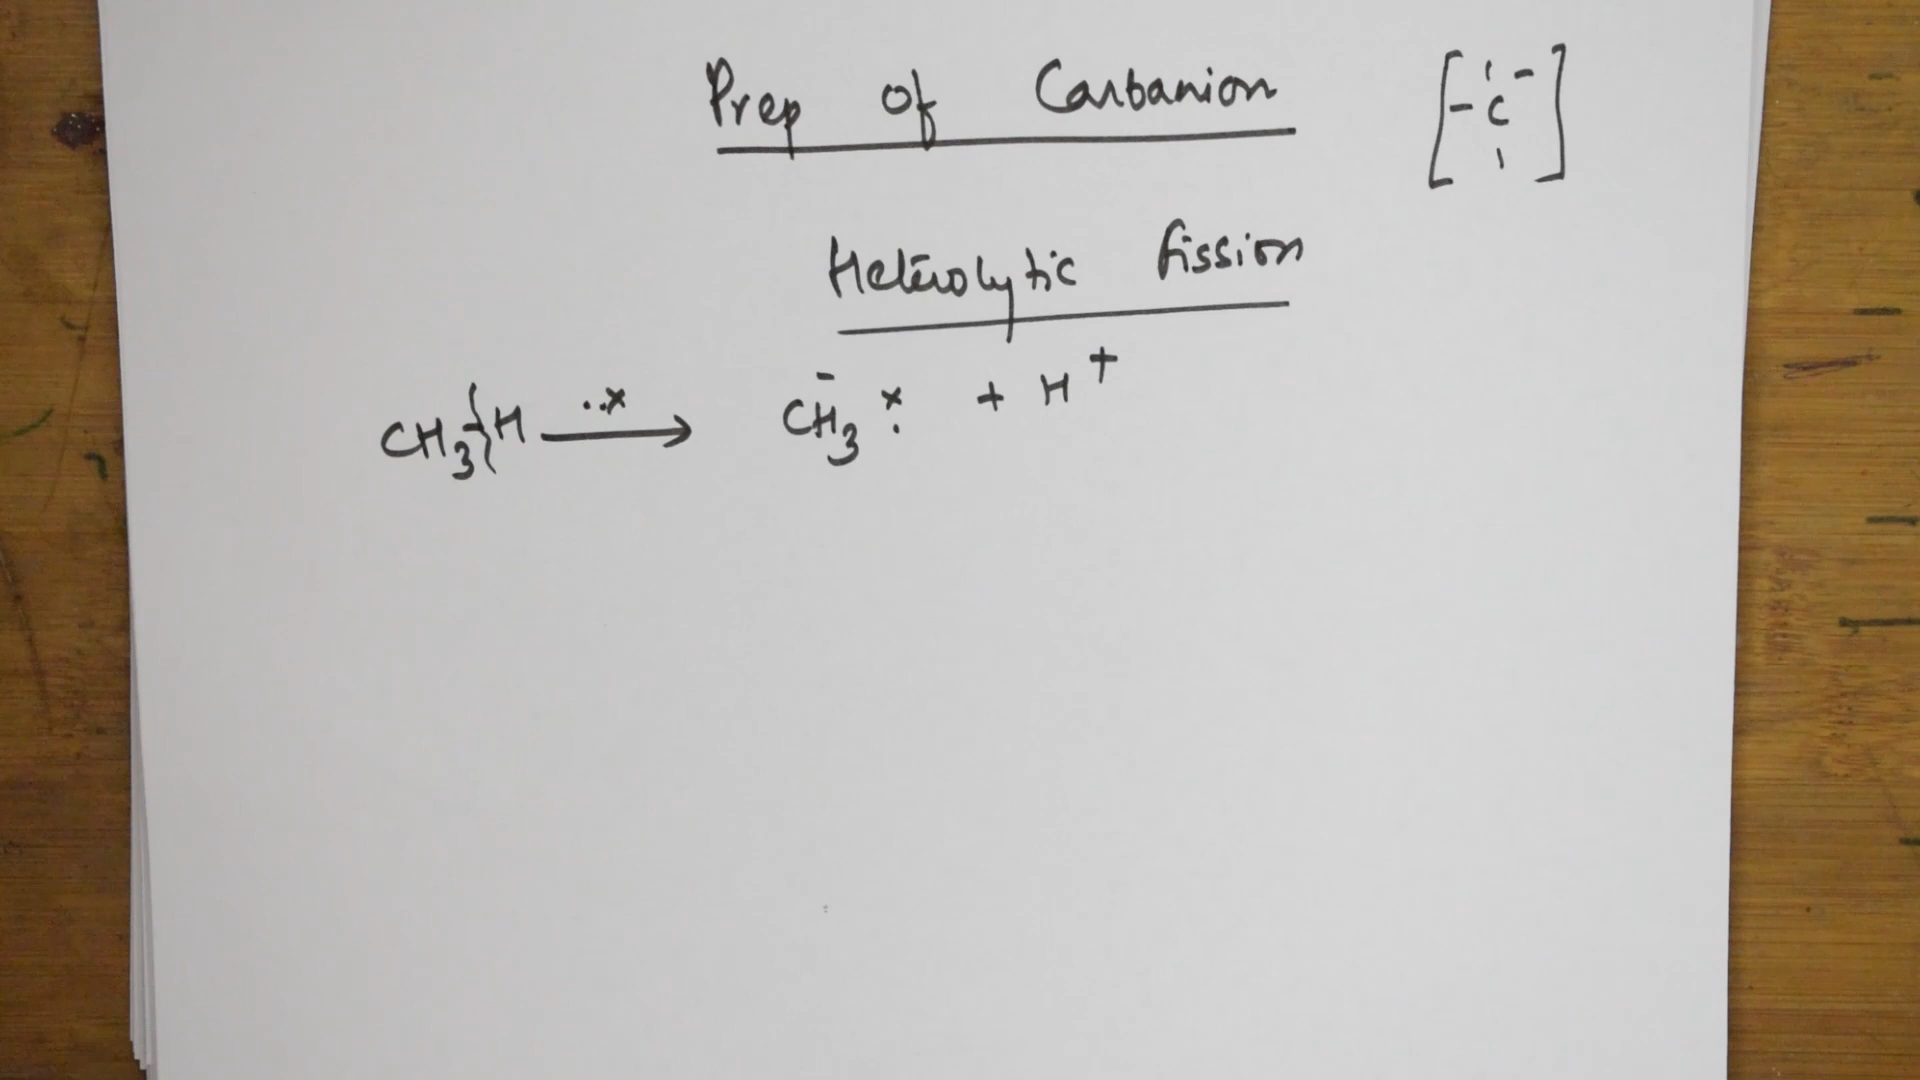 Prep of Carbanion [-C-]
Heterolytic fission
CH₃-H ⟶ CH₃⁻ + H⁺